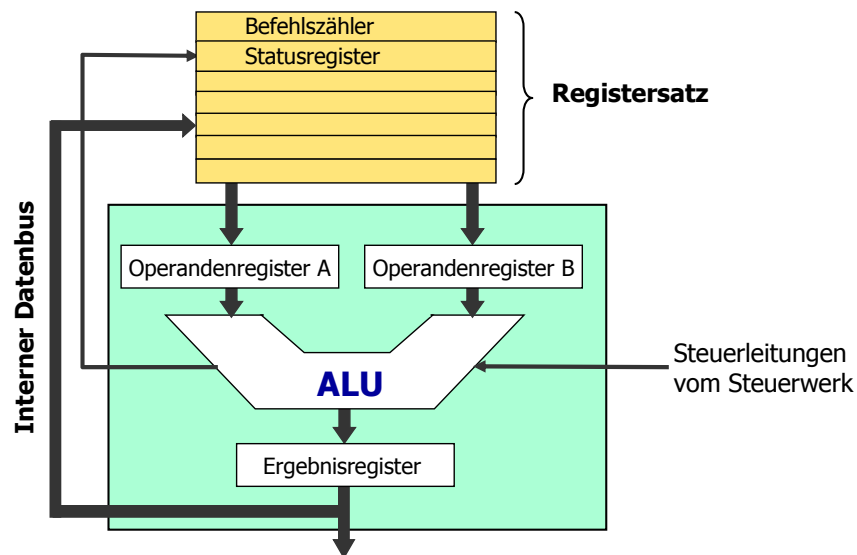 Befehlszähler
Statusregister
Registersatz
Interner Datenbus
Operandenregister A
Operandenregister B
ALU
Steuerleitungen
vom Steuerwerk
Ergebnisregister